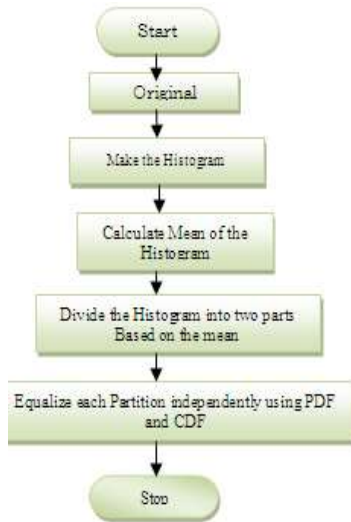 Start
Original
Make the Histogram
Calculate Mean of the
Histogram
Divide the Histogram into two parts
Based on the mean
Equalize each Partition independently using PDF
and CDF
Stop